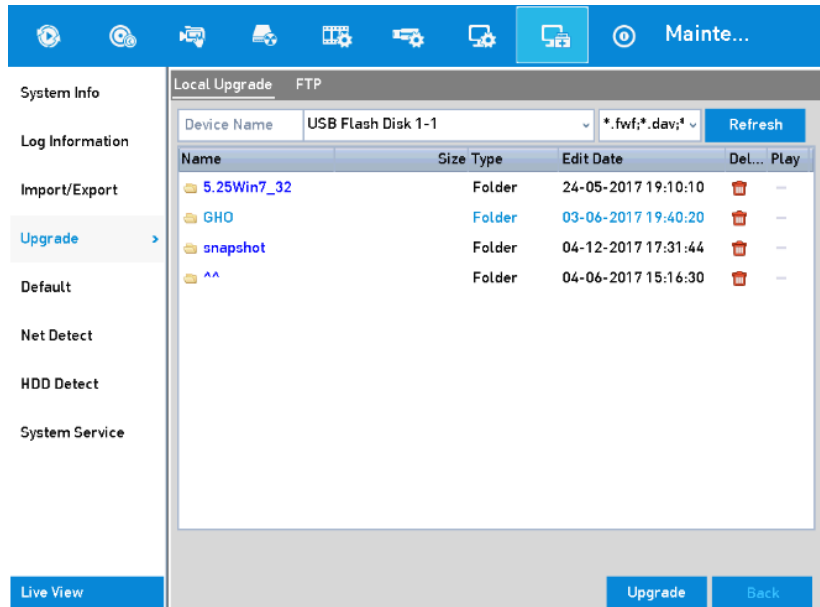 Mainte...
System Info
Log Information
Import/Export
Upgrade >
Default
Net Detect
HDD Detect
System Service
Live View
Local Upgrade FTP
Device Name USB Flash Disk 1-1 *.fwf;*.dav;* Refresh
Name Size Type Edit Date Del... Play
5.25Win7_32 Folder 24-05-2017 19:10:10 —
GHO Folder 03-06-2017 19:40:20 —
snapshot Folder 04-12-2017 17:31:44 —
^^ Folder 04-06-2017 15:16:30 —
Upgrade Back